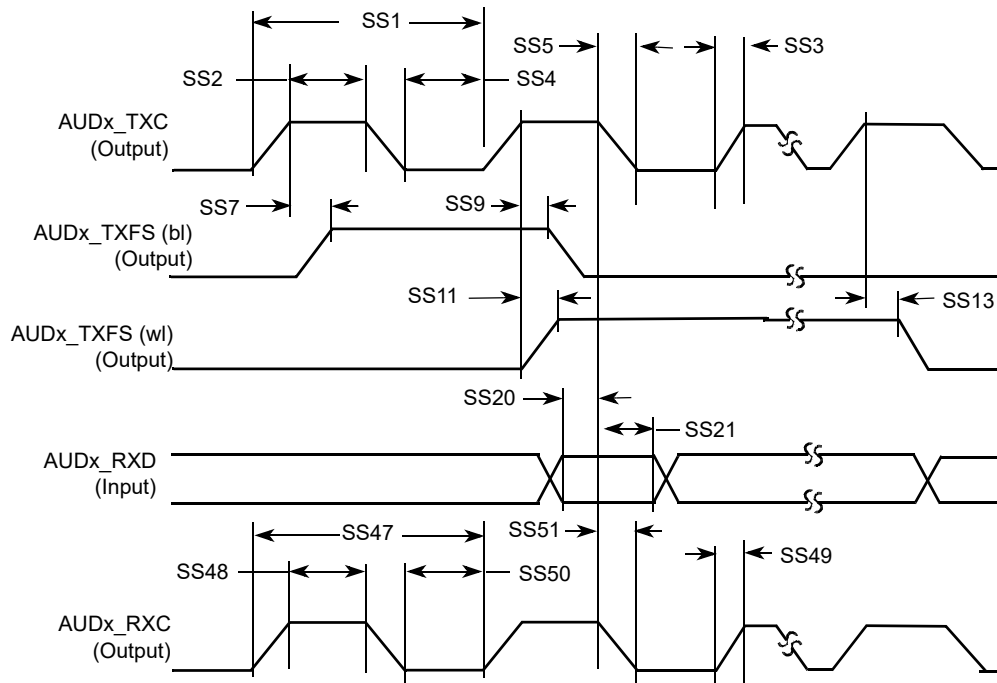 SS1
SS5
SS3
SS2
SS4
AUDx_TXC
(Output)
SS7
SS9
AUDx_TXFS (bl)
(Output)
SS11
SS13
AUDx_TXFS (wl)
(Output)
SS20
SS21
AUDx_RXD
(Input)
SS47
SS51
SS49
SS48
SS50
AUDx_RXC
(Output)